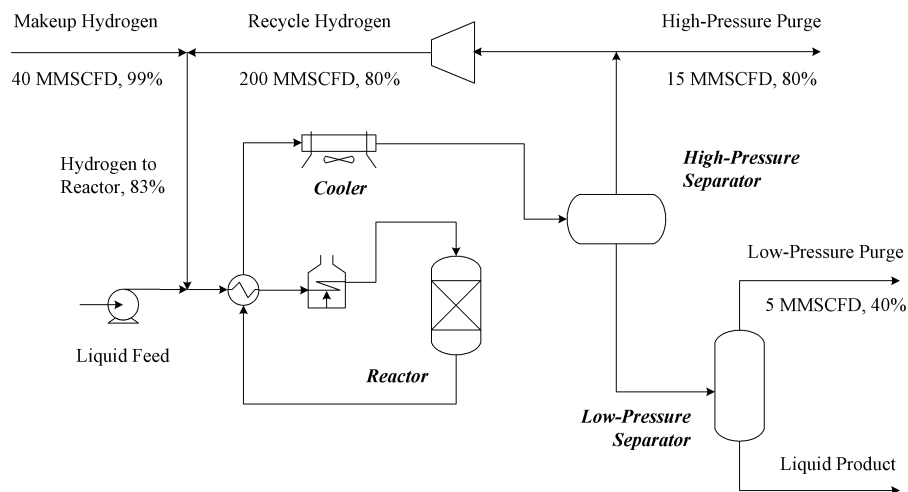 Makeup Hydrogen
40 MMSCFD, 99%
Recycle Hydrogen
200 MMSCFD, 80%
High-Pressure Purge
15 MMSCFD, 80%
Hydrogen to
Reactor, 83%
Cooler
High-Pressure
Separator
Low-Pressure Purge
5 MMSCFD, 40%
Liquid Feed
Reactor
Low-Pressure
Separator
Liquid Product